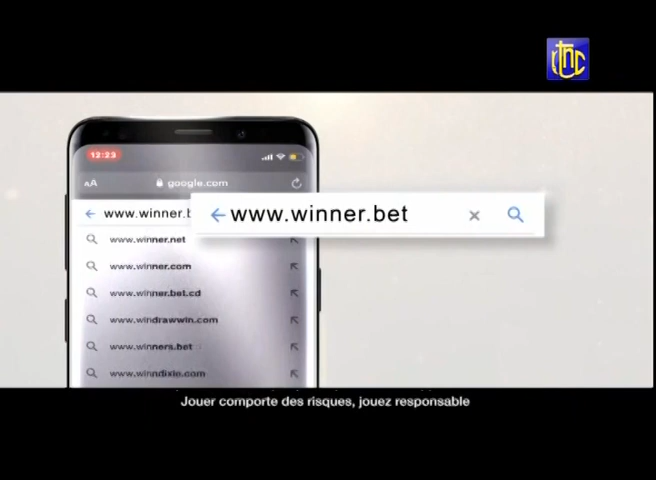 rtnc
12:23
AA
google.com
www.winner.b
www.winner.bet
www.winner.net
www.winner.com
www.winner.bet.cd
www.windrawwin.com
www.winners.bet
www.winndixie.com
Jouer comporte des risques, jouez responsable